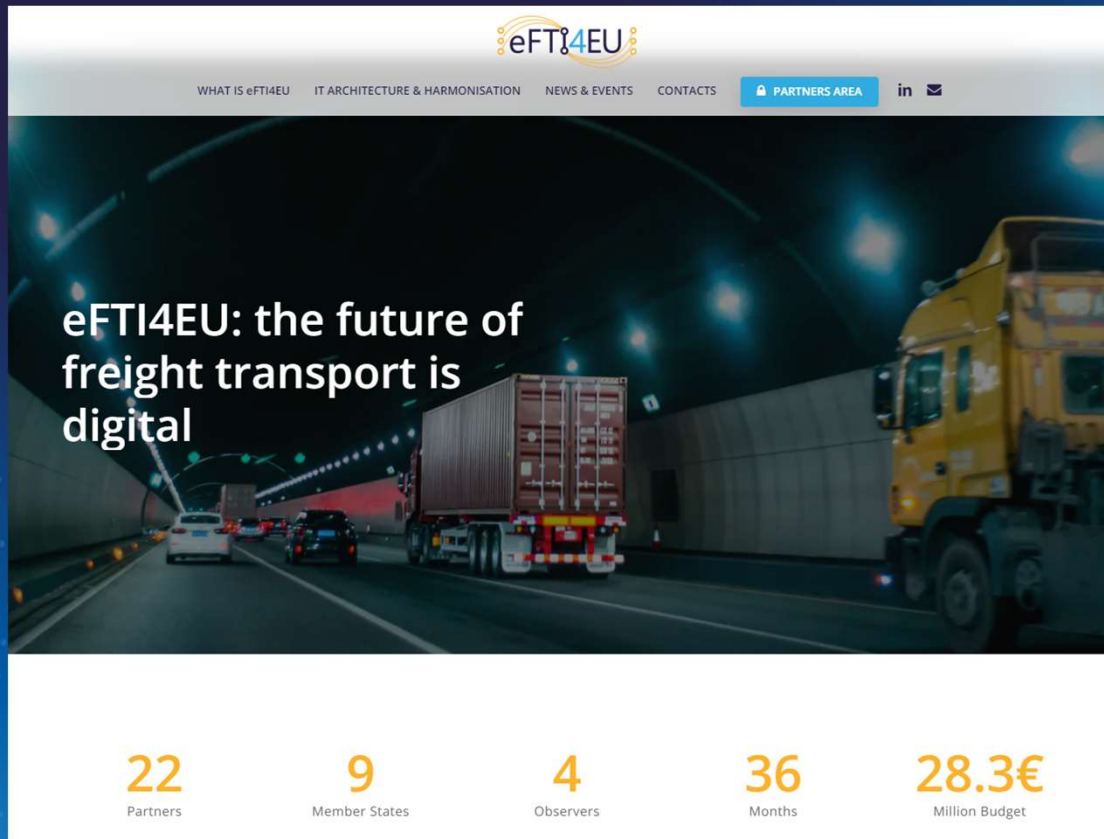 eFTI4EU
WHAT IS eFTI4EU IT ARCHITECTURE & HARMONISATION NEWS & EVENTS CONTACTS PARTNERS AREA in
eFTI4EU: the future of
freight transport is
digital
22 9 4 36 28.3€
Partners Member States Observers Months Million Budget